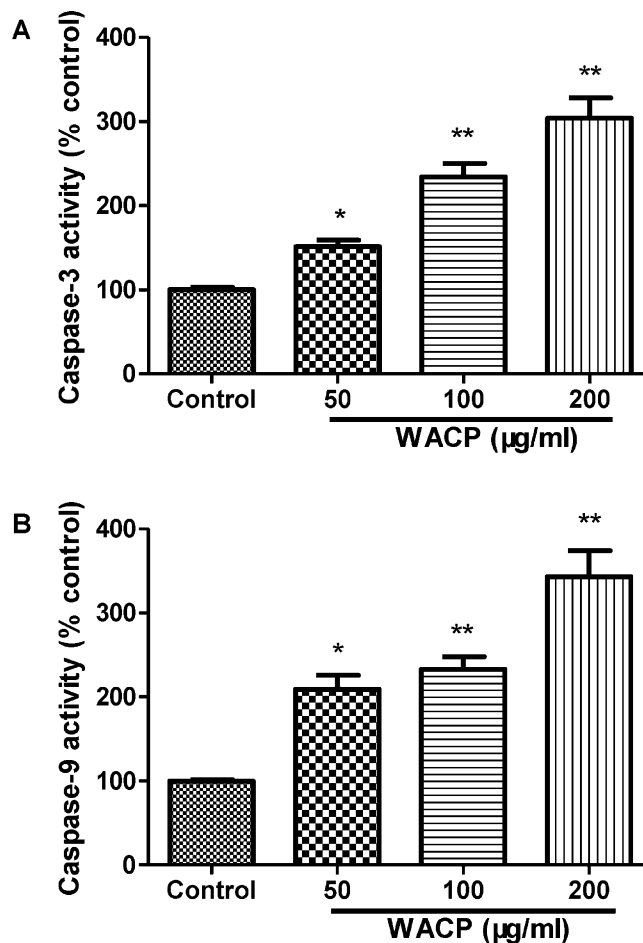 A
Caspase-3 activity (% control)
400
300
200
100
0
*
**
**
Control 50 100 200
WACP (µg/ml)
B
Caspase-9 activity (% control)
400
300
200
100
0
*
**
**
Control 50 100 200
WACP (µg/ml)